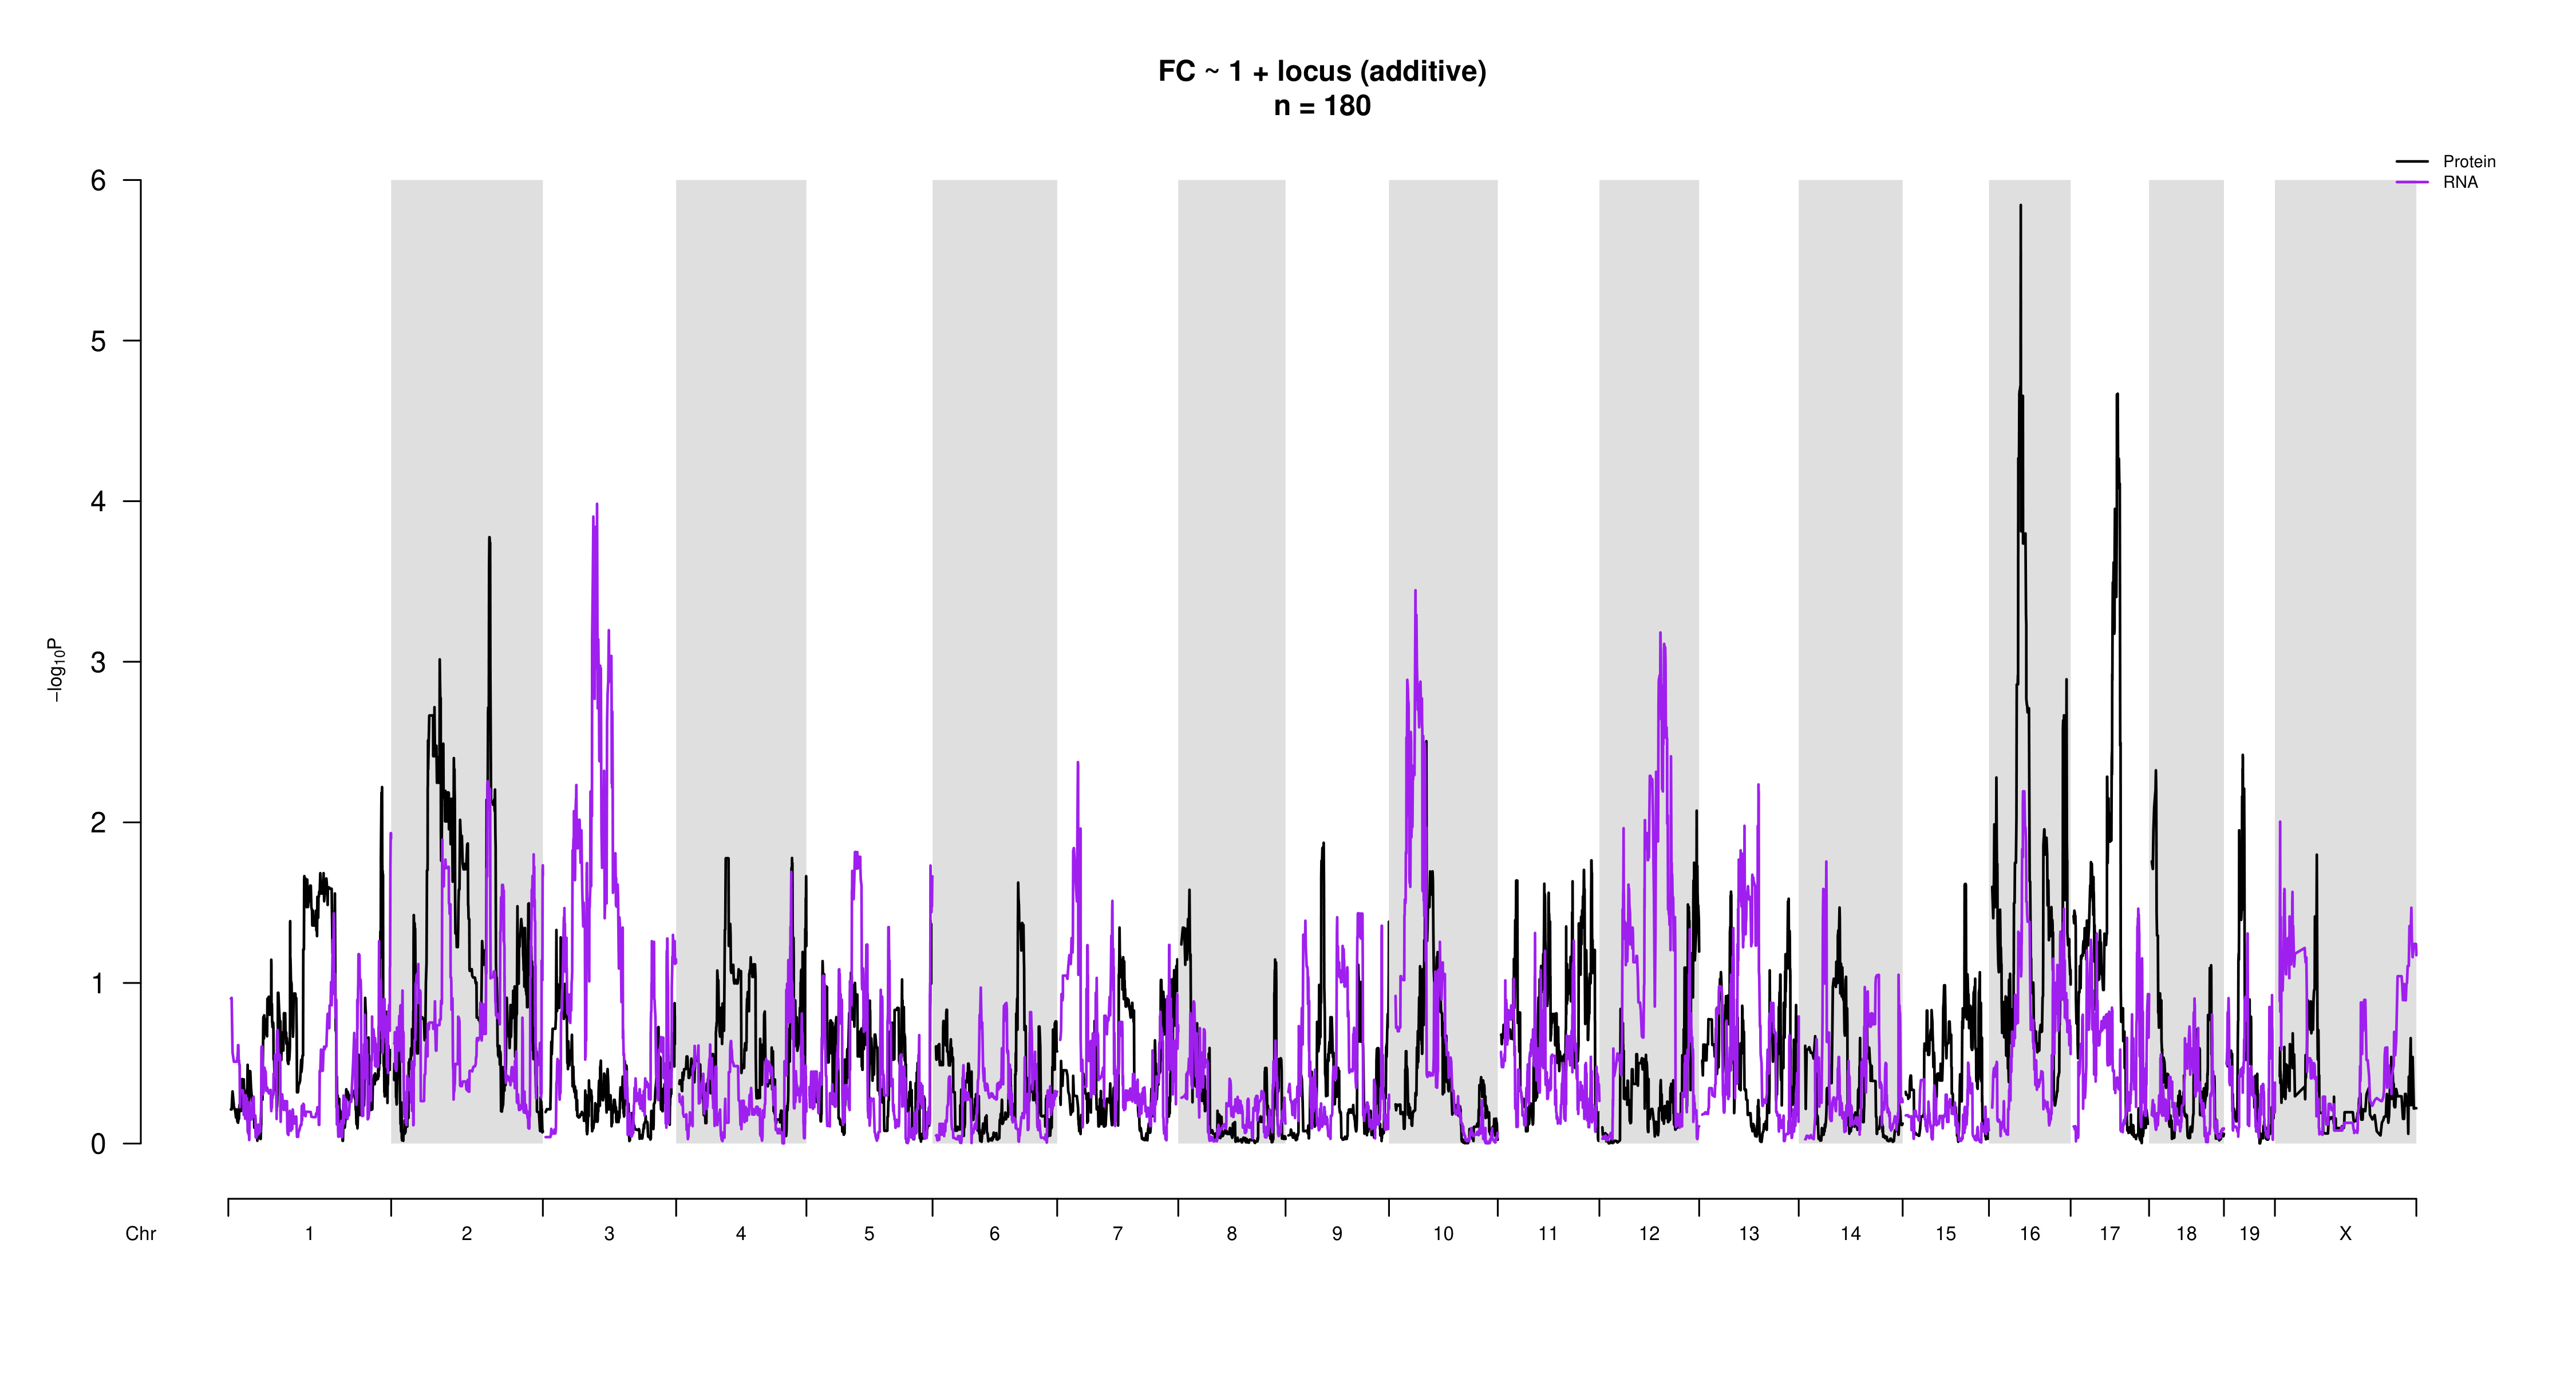 FC ~ 1 + locus (additive)
n = 180
Protein
RNA
6
5
4
3
2
1
0
−log10P
Chr 1 2 3 4 5 6 7 8 9 10 11 12 13 14 15 16 17 18 19 X